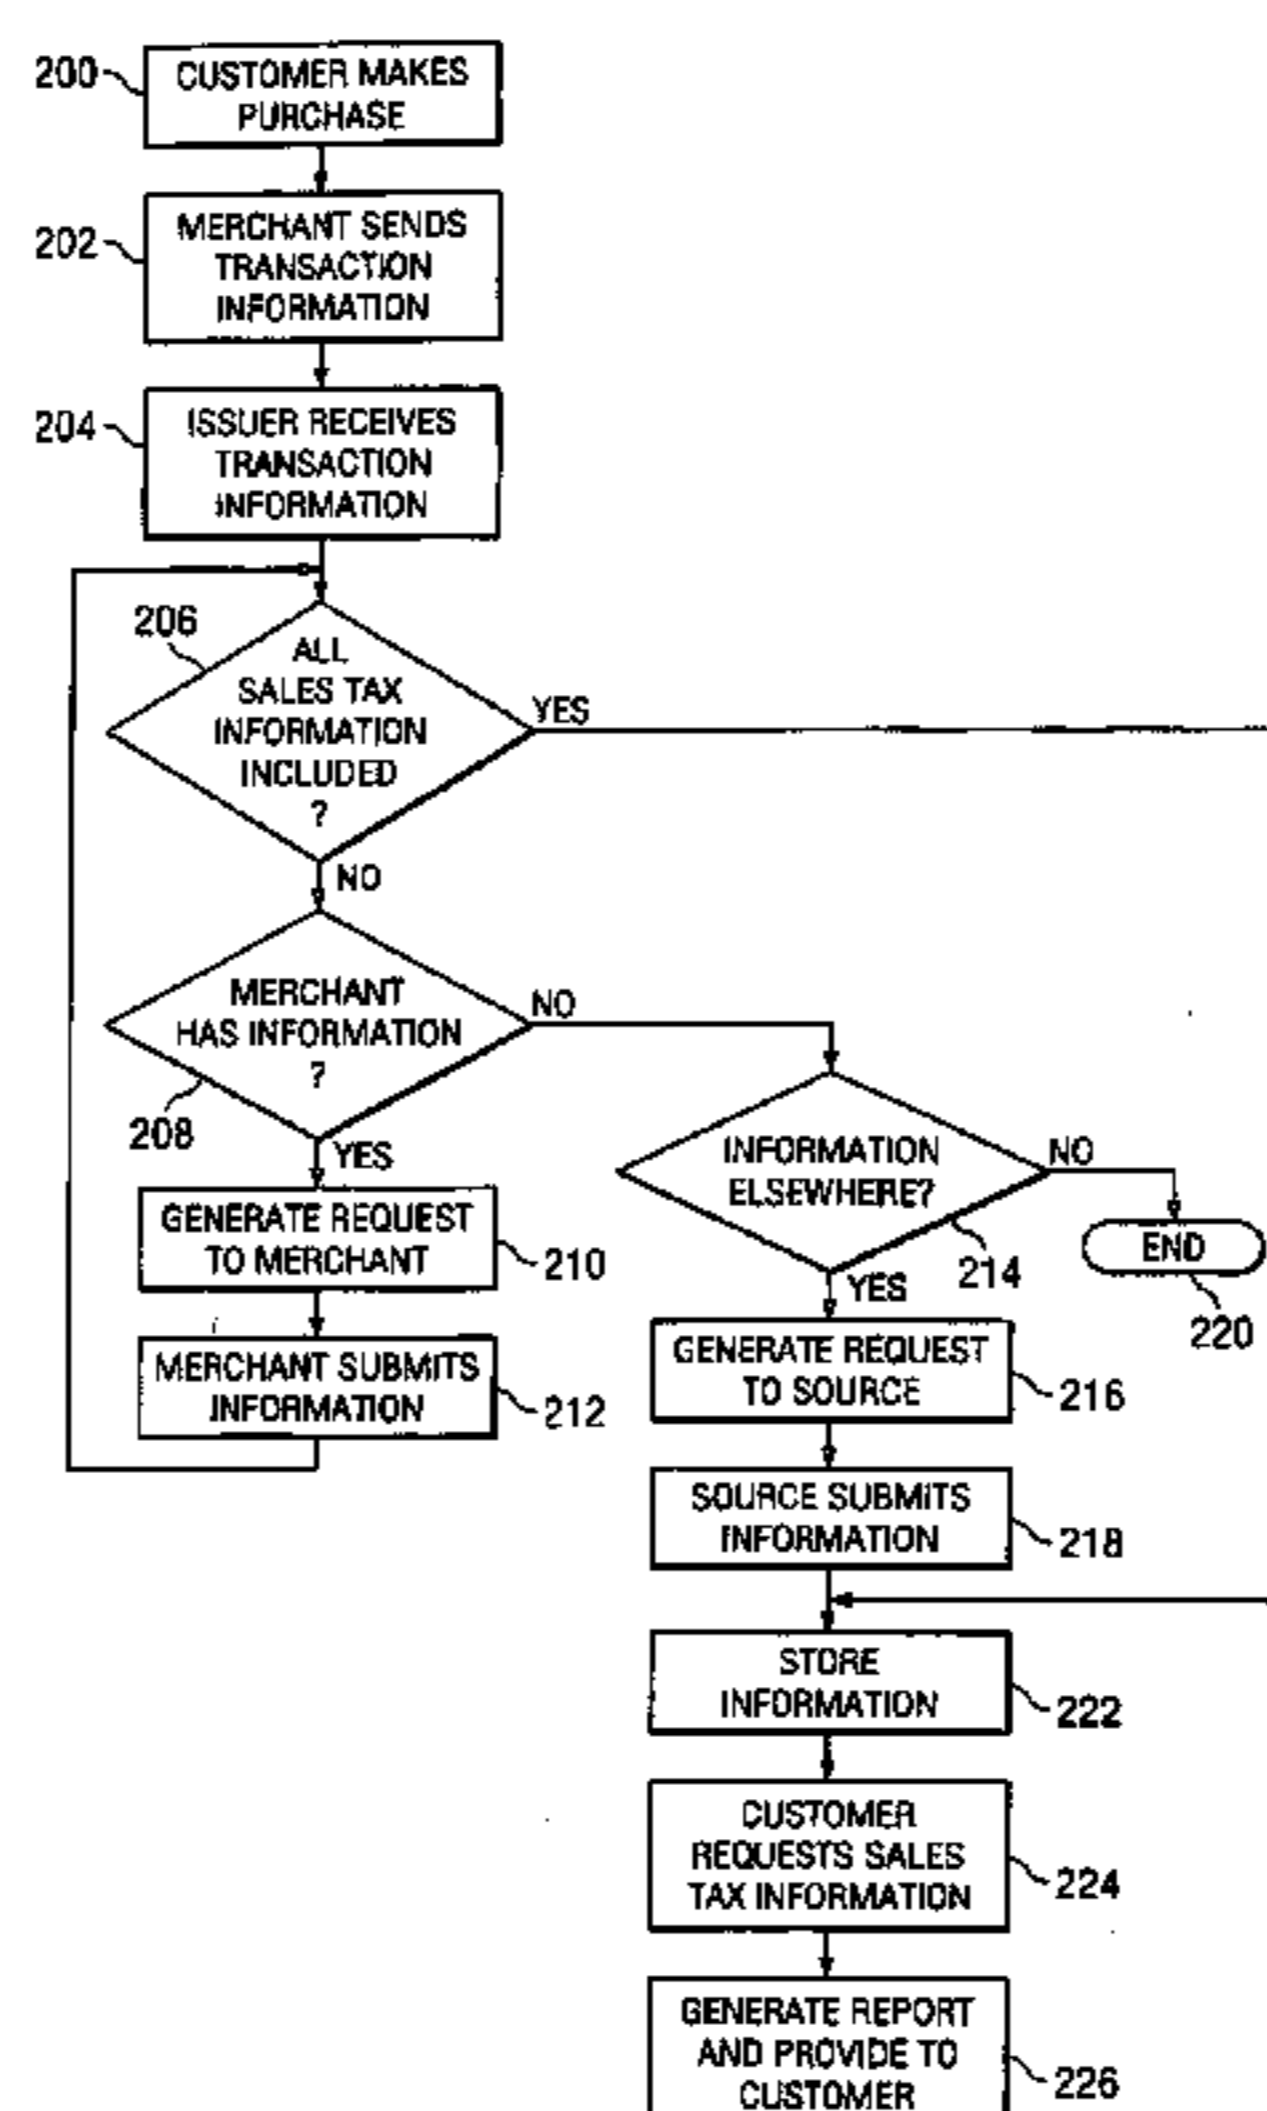 200
CUSTOMER MAKES
PURCHASE
202
MERCHANT SENDS
TRANSACTION
INFORMATION
204
ISSUER RECEIVES
TRANSACTION
INFORMATION
206
ALL
SALES TAX
INFORMATION
INCLUDED
?
YES
NO
MERCHANT
HAS INFORMATION
?
208
NO
YES
GENERATE REQUEST
TO MERCHANT
210
MERCHANT SUBMITS
INFORMATION
212
INFORMATION
ELSEWHERE?
214
NO
END
220
YES
GENERATE REQUEST
TO SOURCE
216
SOURCE SUBMITS
INFORMATION
218
STORE
INFORMATION
222
CUSTOMER
REQUESTS SALES
TAX INFORMATION
224
GENERATE REPORT
AND PROVIDE TO
CUSTOMER
226